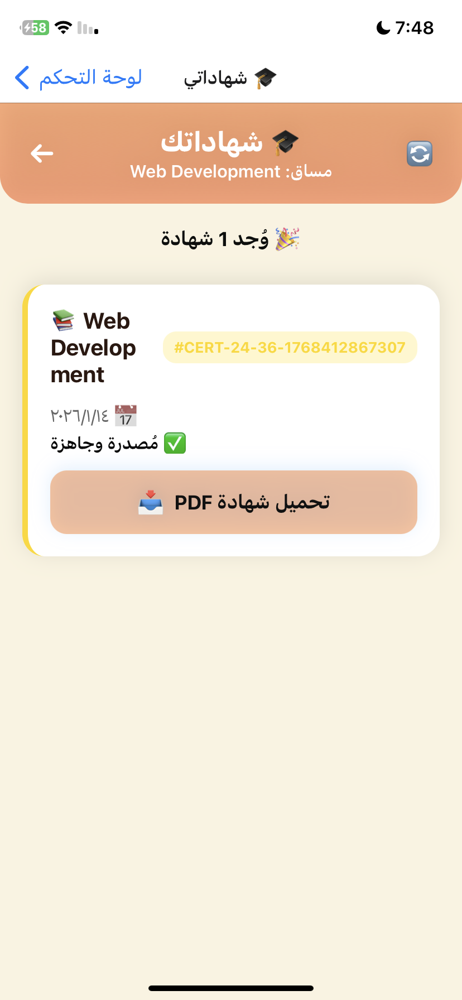 58
7:48
لوحة التحكم
🎓 شهاداتي
🎓 شهاداتك
مساق: Web Development
🎉 وُجد 1 شهادة
📚 Web
Develop
ment
#CERT-24-36-1768412867307
📅 ٢٠٢٦/١/١٤
✅ مُصدرة وجاهزة
تحميل شهادة PDF 📥